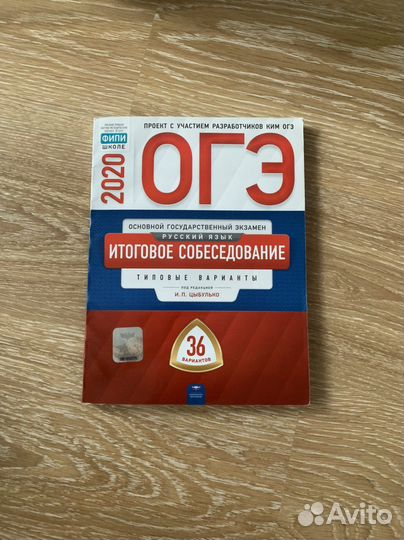 ПРОЕКТ С УЧАСТИЕМ РАЗРАБОТЧИКОВ КИМ ОГЭ
ФИПИ
ШКОЛЕ
2020
ОГЭ
ОСНОВНОЙ ГОСУДАРСТВЕННЫЙ ЭКЗАМЕН
РУССКИЙ ЯЗЫК
ИТОГОВОЕ СОБЕСЕДОВАНИЕ
ТИПОВЫЕ ВАРИАНТЫ
ПОД РЕДАКЦИЕЙ
И. П. ЦЫБУЛЬКО
36
ВАРИАНТОВ
Avito